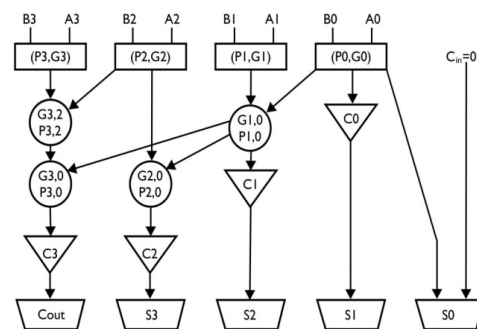 B3 A3 B2 A2 B1 A1 B0 A0
(P3,G3) (P2,G2) (P1,G1) (P0,G0) Cin=0
G3,2
P3,2
G1,0
P1,0
C0
G3,0
P3,0
G2,0
P2,0
C1
C3 C2
Cout S3 S2 S1 S0